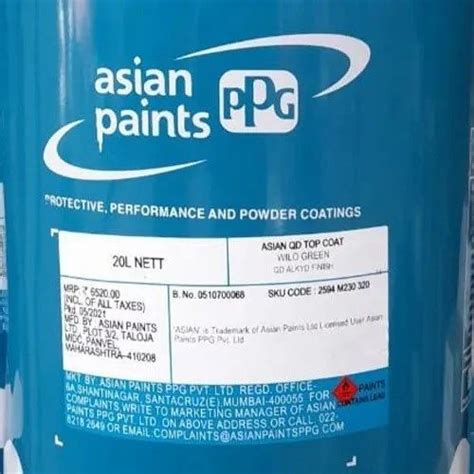 asian
paints
PPG
PROTECTIVE, PERFORMANCE AND POWDER COATINGS
20L NETT
ASIAN QD TOP COAT
WILO GREEN
QD ALKYD FINISH
MRP: ₹ 6520.00
(INCL. OF ALL TAXES)
Pkg. 05/2021
MFD BY: ASIAN PAINTS
LTD. PLOT 3/2, TALOJA
MIDC, PANVEL,
MAHARASHTRA-410208
B. No. 0510700068
SKU CODE : 2594 M230 320
'ASIAN' is Trademark of Asian Paints Ltd Licensed User Asian
Paints PPG Pvt. Ltd
MKT BY ASIAN PAINTS PPG PVT. LTD. REGD. OFFICE-
6A,SHANTINAGAR, SANTACRUZ(E),MUMBAI-400055 FOR
COMPLAINTS,WRITE TO MARKETING MANAGER OF ASIAN
PAINTS PPG PVT. LTD ON ABOVE ADDRESS OR CALL 022-
6218 2649 OR EMAIL:COMPLAINTS@ASIANPAINTSPPG.COM
PAINTS
CONTAINS LEAD